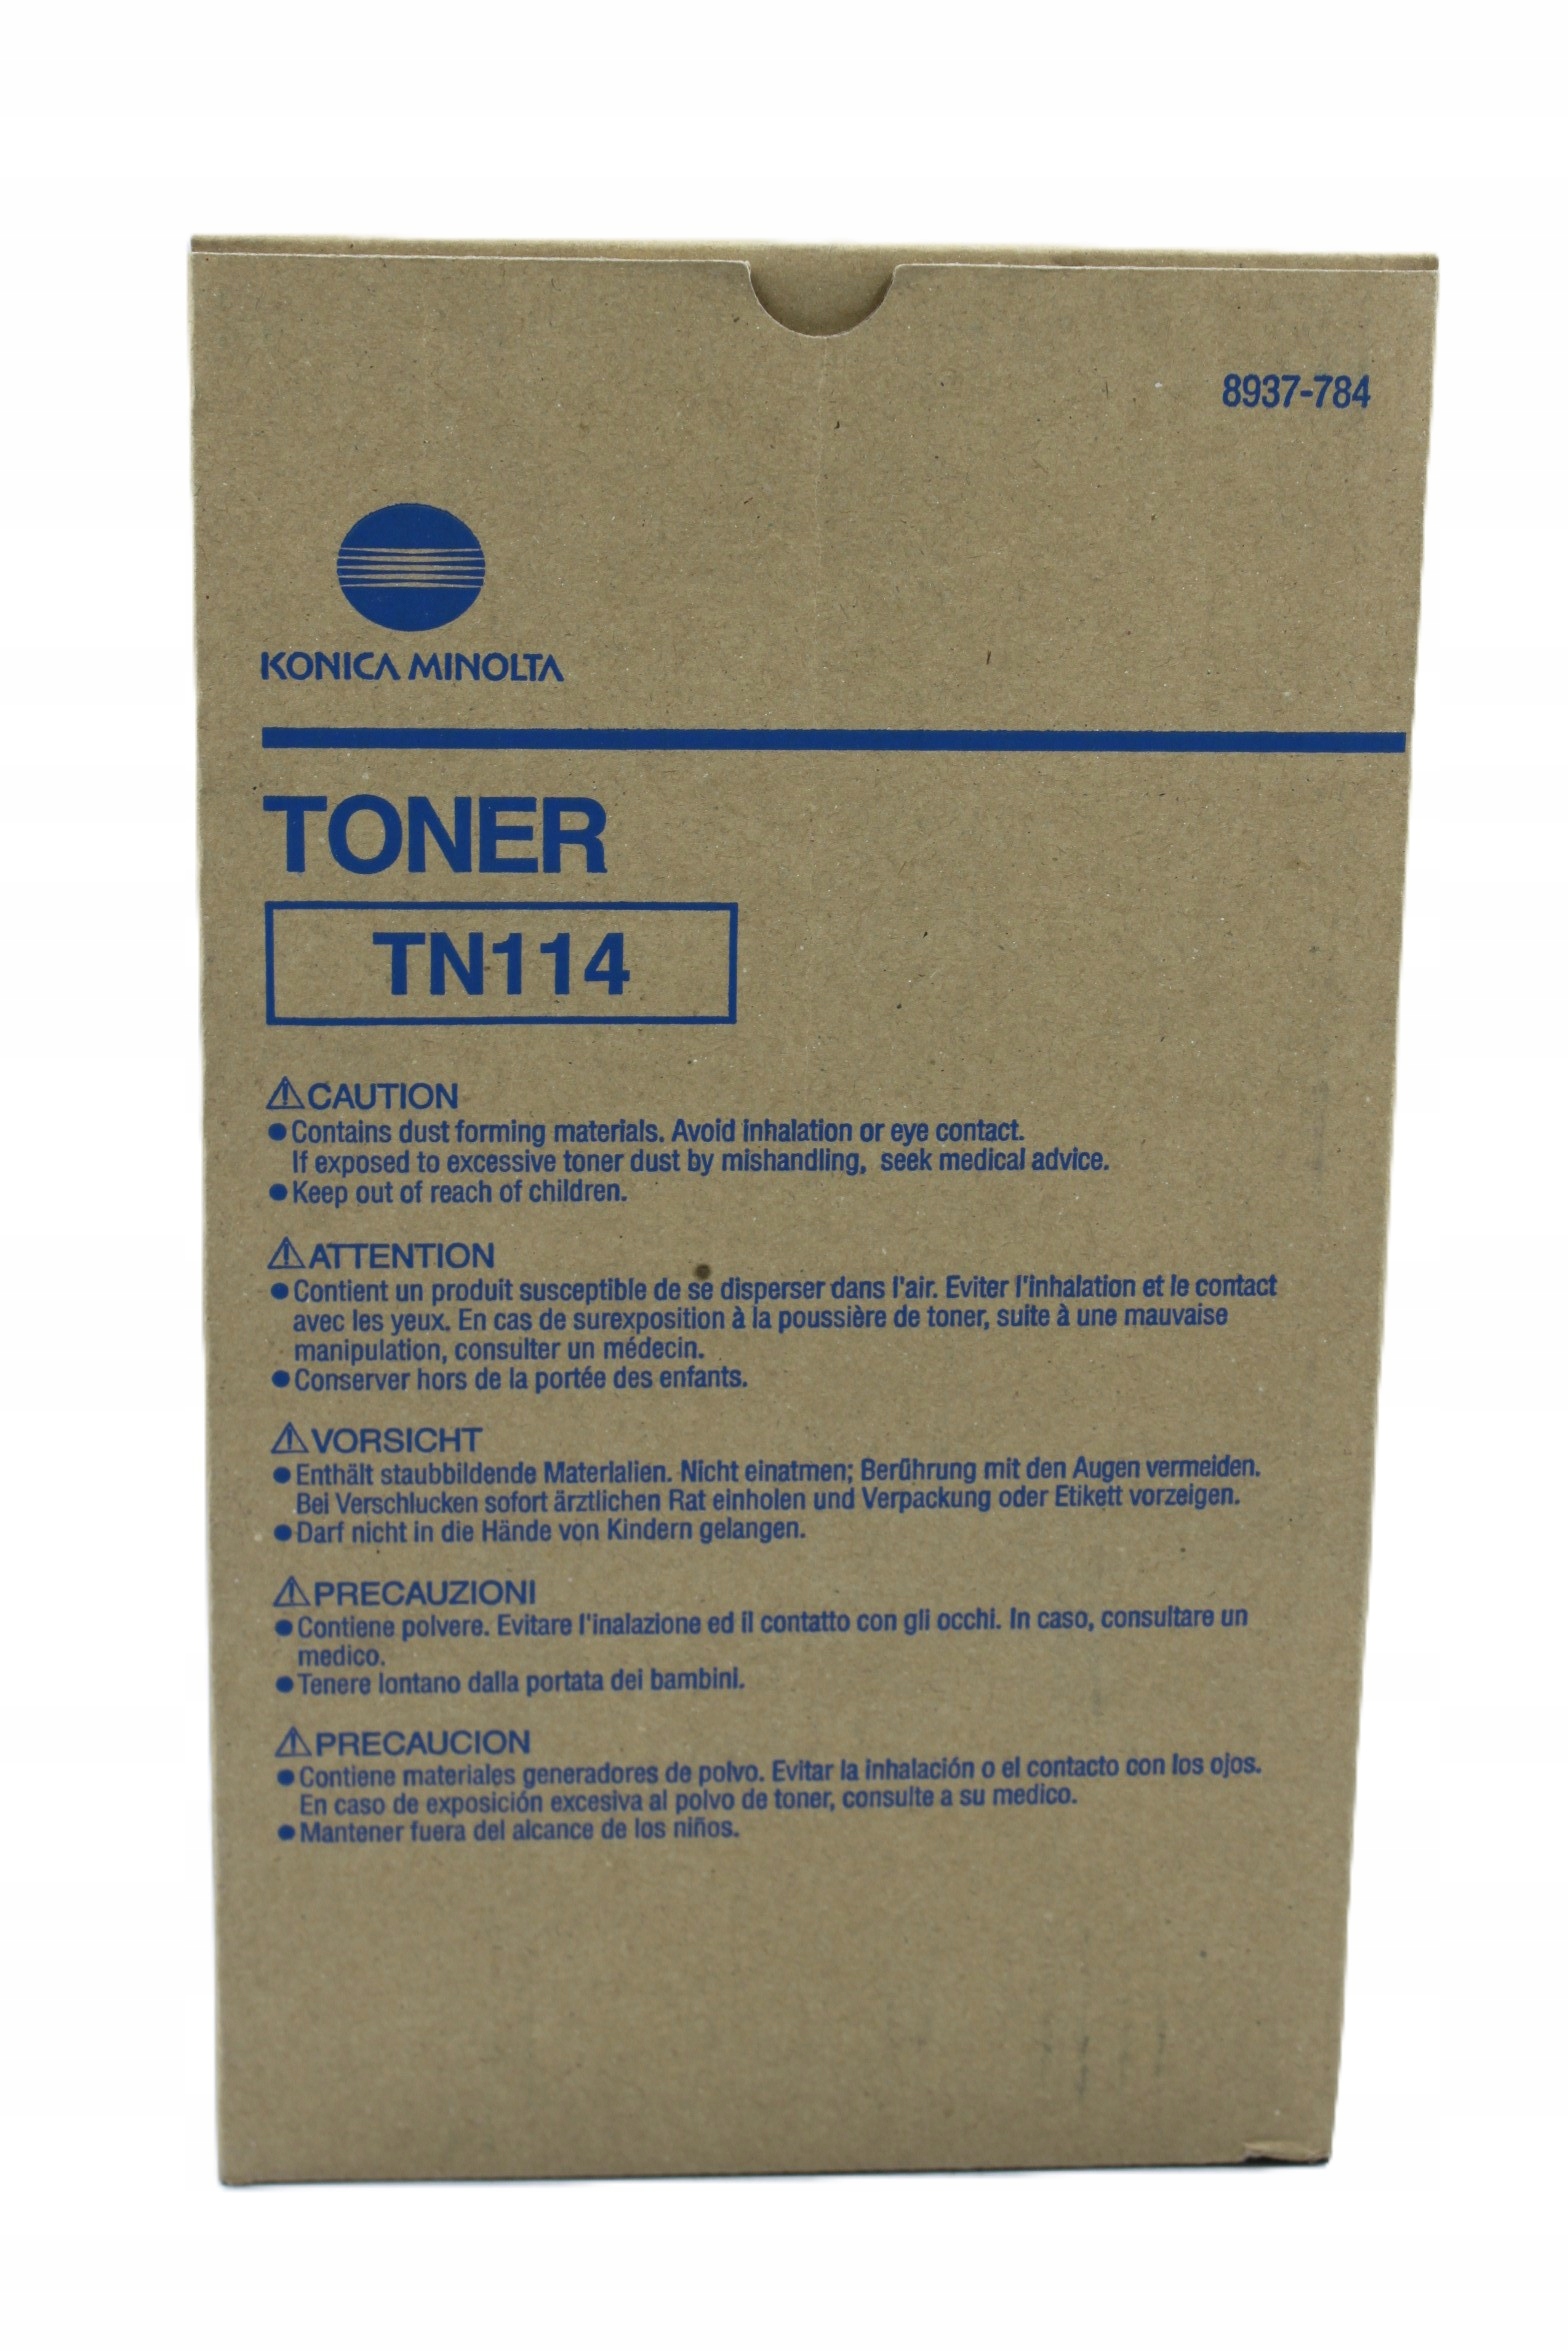 8937-784
KONICA MINOLTA
TONER
TN114
⚠CAUTION
●Contains dust forming materials. Avoid inhalation or eye contact.
If exposed to excessive toner dust by mishandling, seek medical advice.
●Keep out of reach of children.
⚠ATTENTION
●Contient un produit susceptible de se disperser dans l'air. Eviter l'inhalation et le contact
avec les yeux. En cas de surexposition à la poussière de toner, suite à une mauvaise
manipulation, consulter un médecin.
●Conserver hors de la portée des enfants.
⚠VORSICHT
●Enthält staubbildende Materialien. Nicht einatmen; Berührung mit den Augen vermeiden.
Bei Verschlucken sofort ärztlichen Rat einholen und Verpackung oder Etikett vorzeigen.
●Darf nicht in die Hände von Kindern gelangen.
⚠PRECAUZIONI
●Contiene polvere. Evitare l'inalazione ed il contatto con gli occhi. In caso, consultare un
medico.
●Tenere lontano dalla portata dei bambini.
⚠PRECAUCION
●Contiene materiales generadores de polvo. Evitar la inhalación o el contacto con los ojos.
En caso de exposición excesiva al polvo de toner, consulte a su medico.
●Mantener fuera del alcance de los niños.